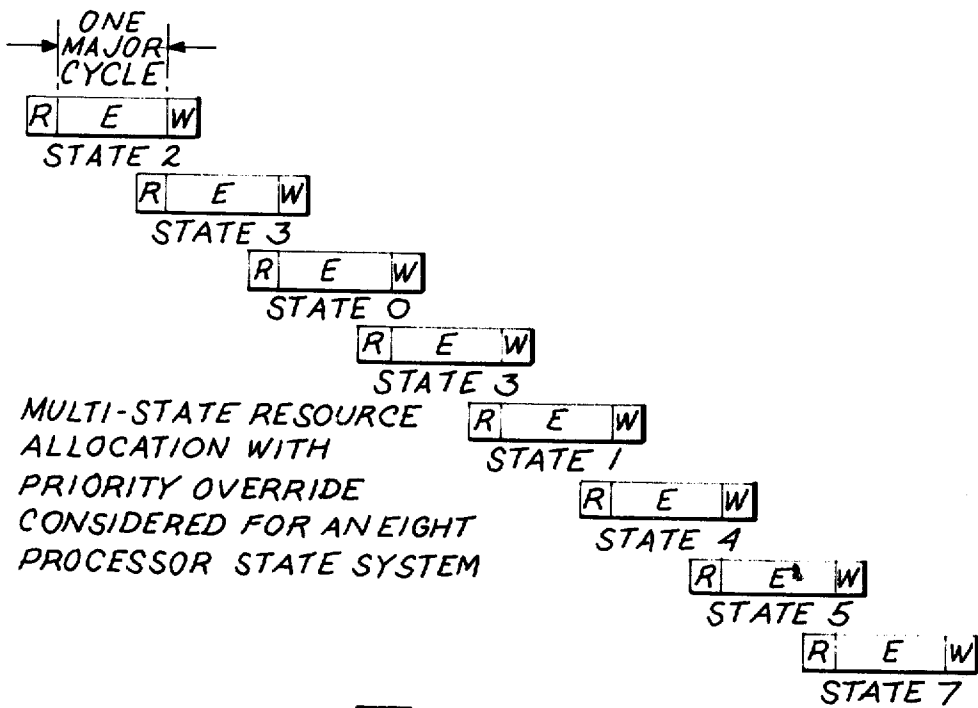 ONE
MAJOR
CYCLE
R E W
STATE 2
R E W
STATE 3
R E W
STATE 0
R E W
STATE 3
MULTI-STATE RESOURCE
ALLOCATION WITH
PRIORITY OVERRIDE
CONSIDERED FOR AN EIGHT
PROCESSOR STATE SYSTEM
R E W
STATE 1
R E W
STATE 4
R E W
STATE 5
R E W
STATE 7